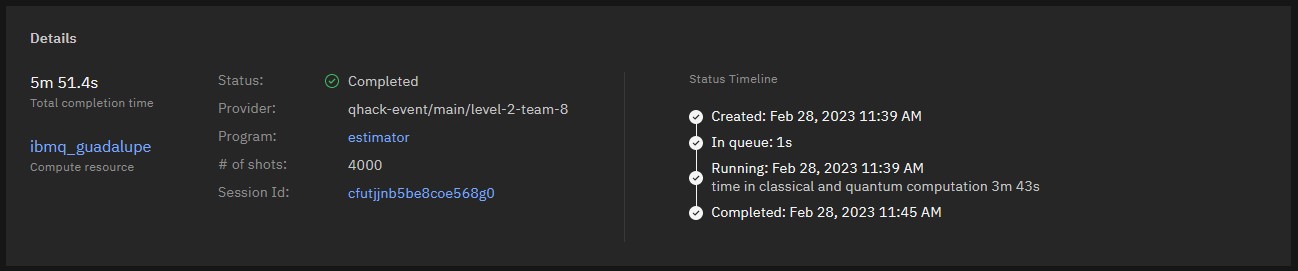 Details
5m 51.4s
Total completion time
ibmq_guadalupe
Compute resource
Status: Completed
Provider: qhack-event/main/level-2-team-8
Program: estimator
# of shots: 4000
Session Id: cfutjjnb5be8coe568g0
Status Timeline
Created: Feb 28, 2023 11:39 AM
In queue: 1s
Running: Feb 28, 2023 11:39 AM
time in classical and quantum computation 3m 43s
Completed: Feb 28, 2023 11:45 AM